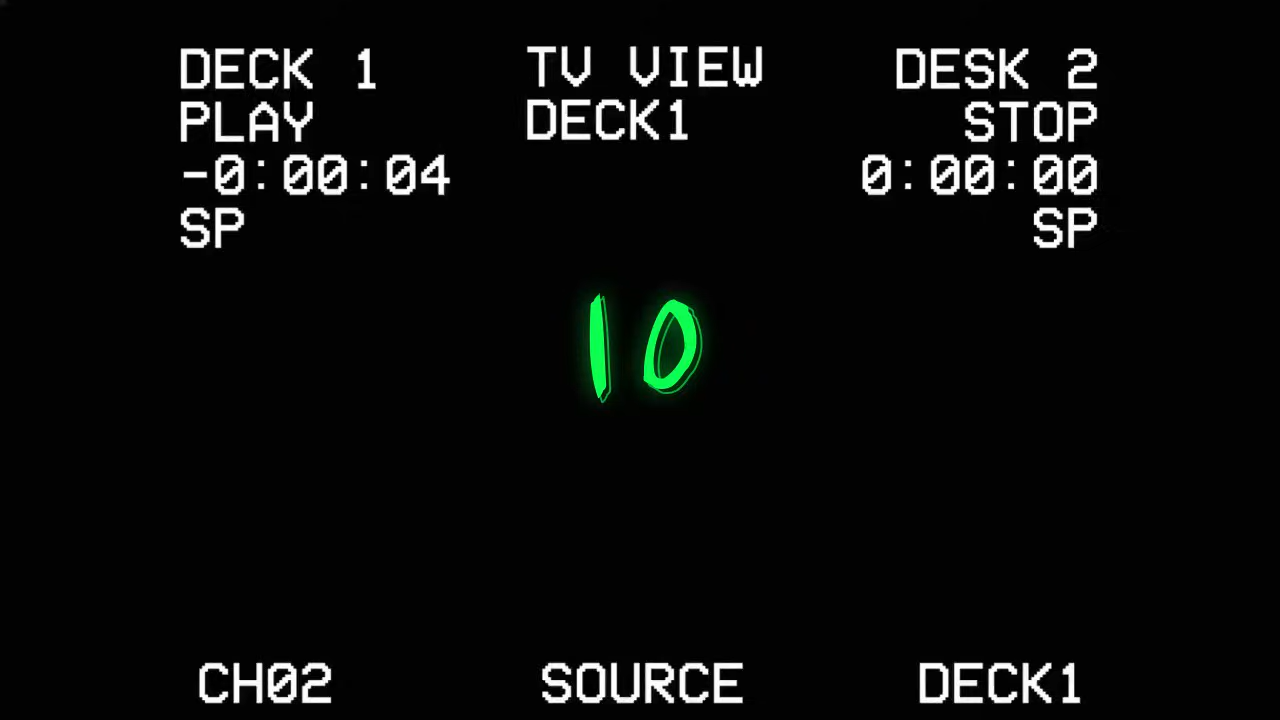 DECK 1 TV VIEW DESK 2
PLAY DECK1 STOP
-0:00:04 0:00:00
SP SP
10
CH02 SOURCE DECK1